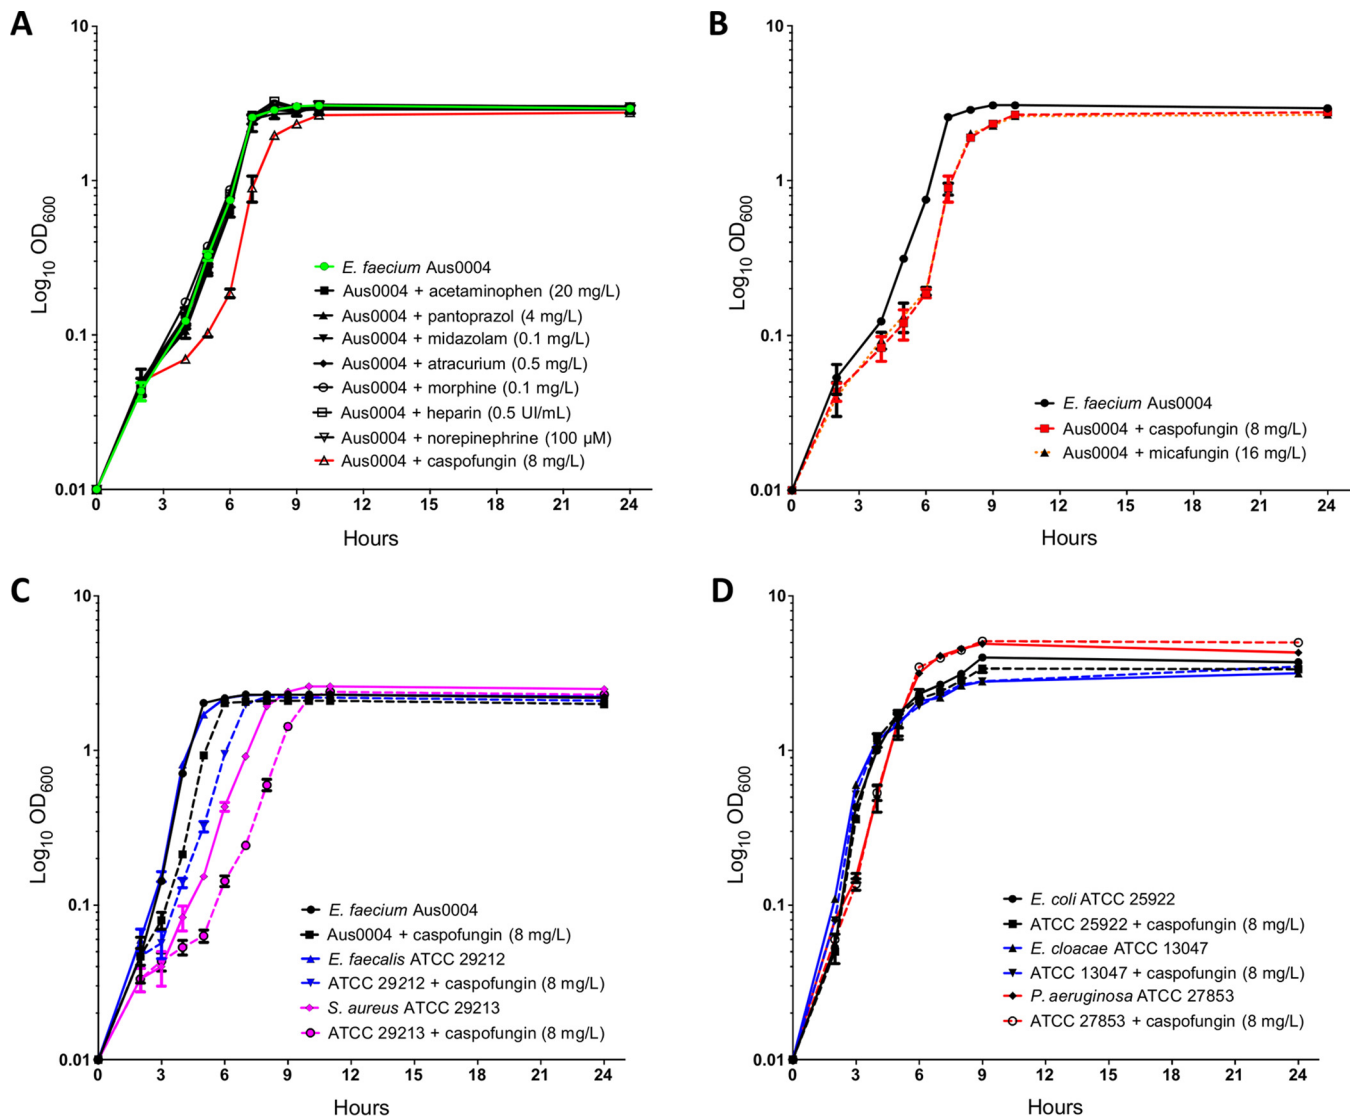 A
10
1
0.1
0.01
Log10 OD600
0 3 6 9 12 15 18 21 24
Hours
E. faecium Aus0004
Aus0004 + acetaminophen (20 mg/L)
Aus0004 + pantoprazol (4 mg/L)
Aus0004 + midazolam (0.1 mg/L)
Aus0004 + atracurium (0.5 mg/L)
Aus0004 + morphine (0.1 mg/L)
Aus0004 + heparin (0.5 UI/mL)
Aus0004 + norepinephrine (100 µM)
Aus0004 + caspofungin (8 mg/L)
B
10
1
0.1
0.01
Log10 OD600
0 3 6 9 12 15 18 21 24
Hours
E. faecium Aus0004
Aus0004 + caspofungin (8 mg/L)
Aus0004 + micafungin (16 mg/L)
C
10
1
0.1
0.01
Log10 OD600
0 3 6 9 12 15 18 21 24
Hours
E. faecium Aus0004
Aus0004 + caspofungin (8 mg/L)
E. faecalis ATCC 29212
ATCC 29212 + caspofungin (8 mg/L)
S. aureus ATCC 29213
ATCC 29213 + caspofungin (8 mg/L)
D
10
1
0.1
0.01
Log10 OD600
0 3 6 9 12 15 18 21 24
Hours
E. coli ATCC 25922
ATCC 25922 + caspofungin (8 mg/L)
E. cloacae ATCC 13047
ATCC 13047 + caspofungin (8 mg/L)
P. aeruginosa ATCC 27853
ATCC 27853 + caspofungin (8 mg/L)